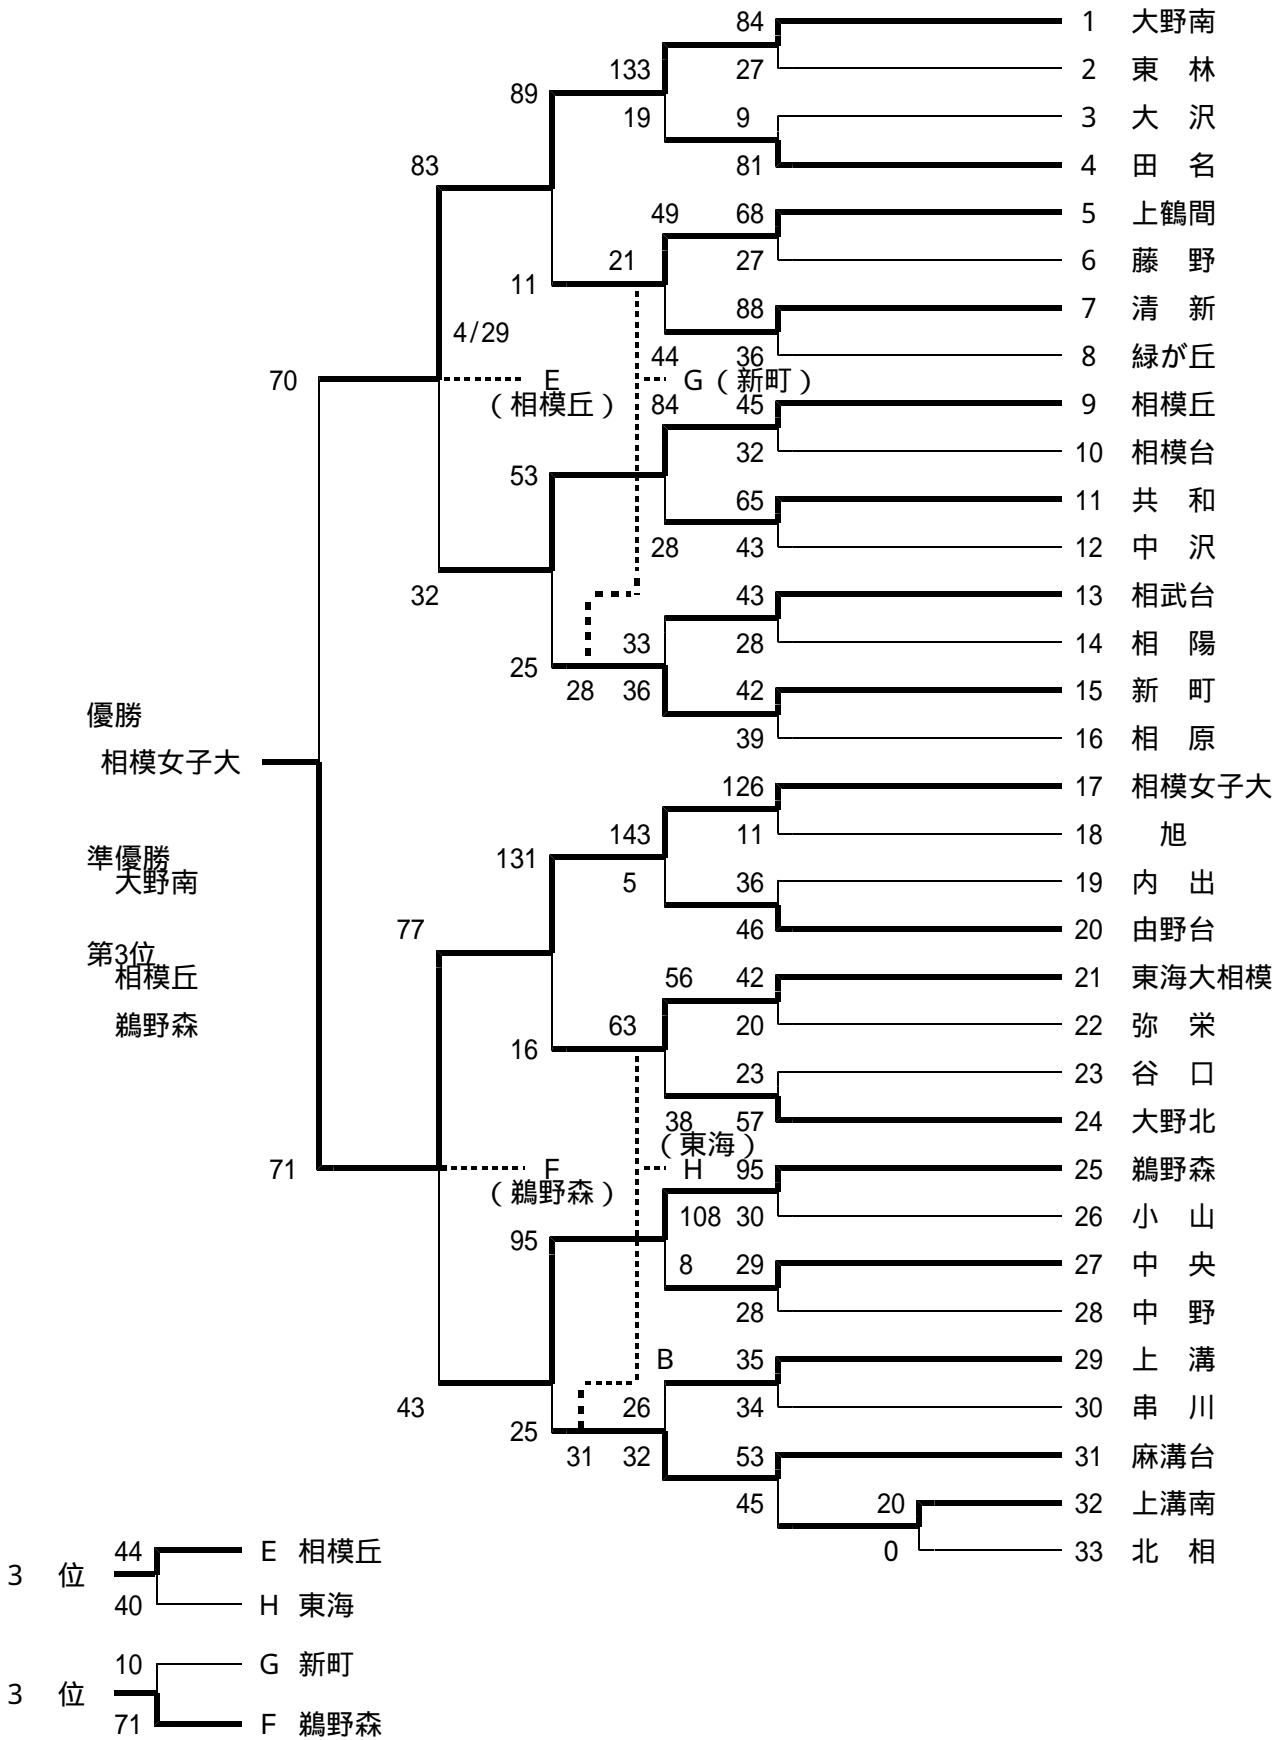 84 1 大野南
133 27 2 東　林
89
19 9 3 大　沢
83 81 4 田　名
49 68 5 上鶴間
21 27 6 藤　野
11
88 7 清　新
4/29
44 36 8 緑が丘
70 E G（新町）
（相模丘） 84 45 9 相模丘
32 10 相模台
53
65 11 共　和
28 43 12 中　沢
32 43 13 相武台
33 28 14 相　陽
25
28 36 42 15 新　町
優勝
39 16 相　原
相模女子大
126 17 相模女子大
143 11 18 旭
131
準優勝
大野南
5 36 19 内　出
77 46 20 由野台
第3位
相模丘
56 42 21 東海大相模
鵜野森
63 20 22 弥　栄
16
23 23 谷　口
38 57 24 大野北
（東海）
71 F H 95 25 鵜野森
（鵜野森）
108 30 26 小　山
95
8 29 27 中　央
28 28 中　野
B 35 29 上　溝
43 26 34 30 串　川
25
31 32 53 31 麻溝台
45 20 32 上溝南
0 33 北　相
44 E 相模丘
3　位
40 H 東海
10 G 新町
3　位
71 F 鵜野森